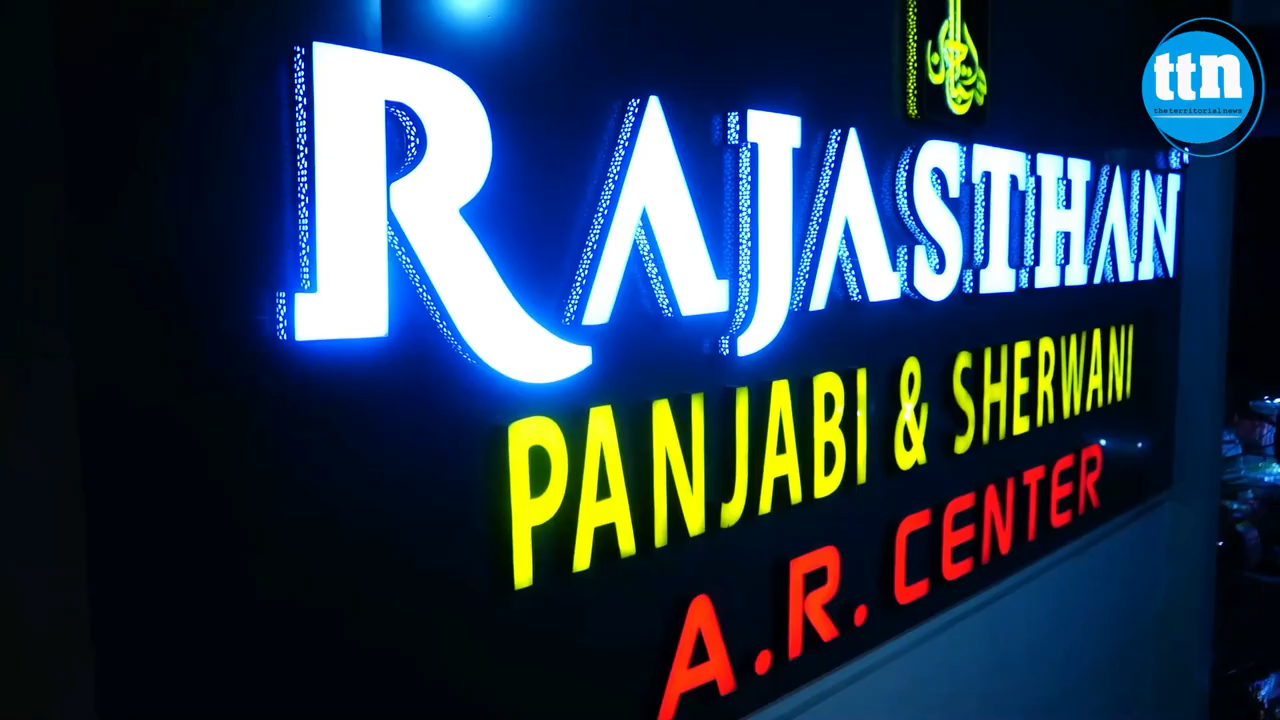 ttn
theterritorialnews
RAJASTHAN
PANJABI & SHERWANI
A.R. CENTER